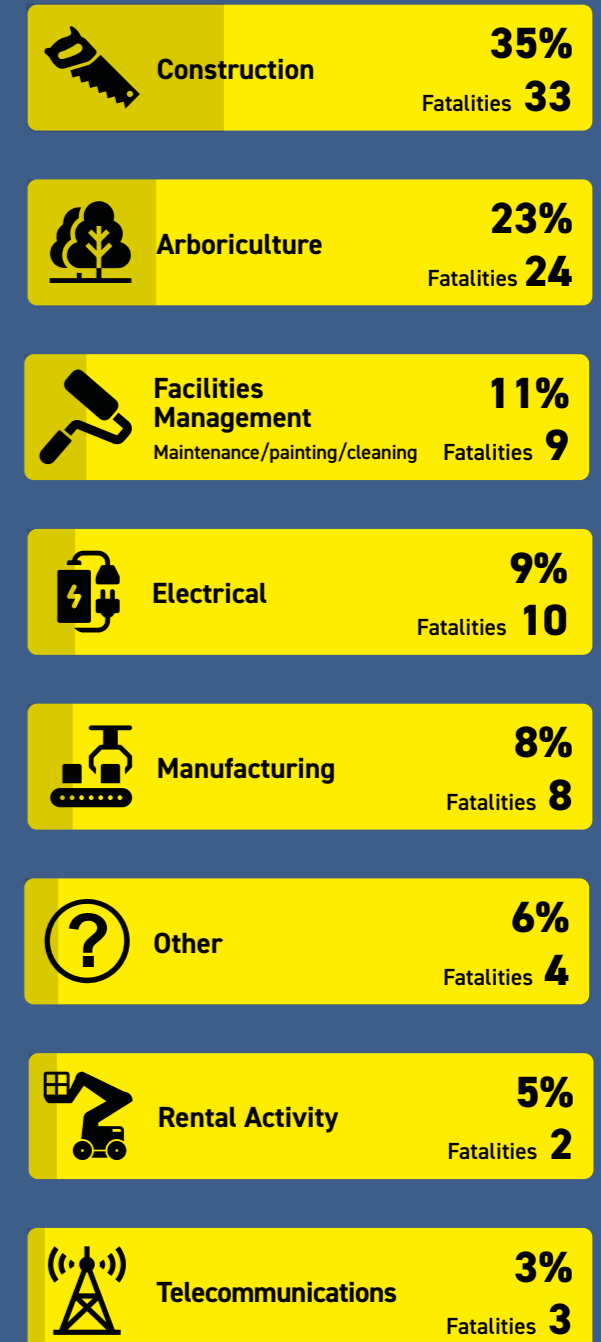 Construction
35%
Fatalities 33
Arboriculture
23%
Fatalities 24
Facilities
Management
Maintenance/painting/cleaning
11%
Fatalities 9
Electrical
9%
Fatalities 10
Manufacturing
8%
Fatalities 8
?
Other
6%
Fatalities 4
Rental Activity
5%
Fatalities 2
Telecommunications
3%
Fatalities 3